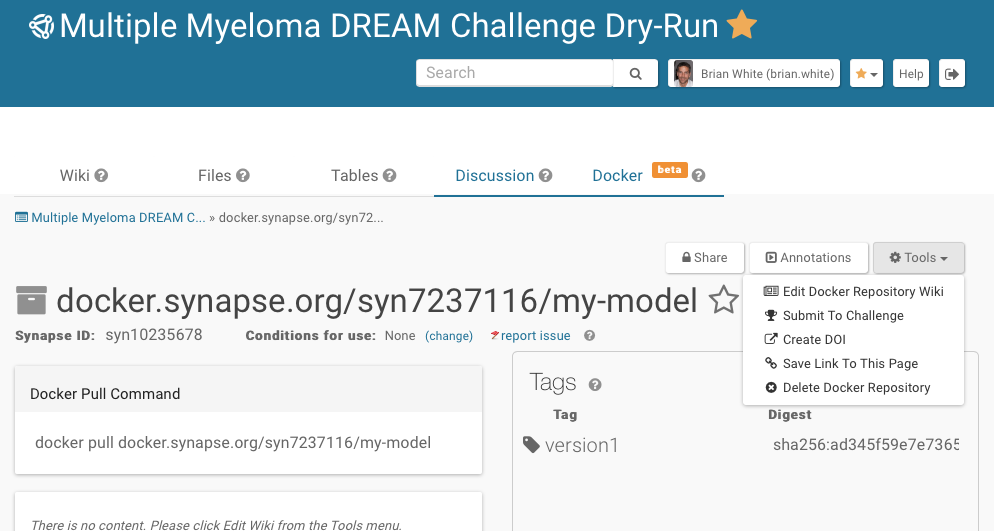 Multiple Myeloma DREAM Challenge Dry-Run
Search
Brian White (brian.white)
Help
Wiki
Files
Tables
Discussion
Docker
beta
Multiple Myeloma DREAM C... » docker.synapse.org/syn72...
Share
Annotations
Tools
docker.synapse.org/syn7237116/my-model
Edit Docker Repository Wiki
Submit To Challenge
Create DOI
Save Link To This Page
Delete Docker Repository
Synapse ID: syn10235678
Conditions for use: None (change)
report issue
Docker Pull Command
docker pull docker.synapse.org/syn7237116/my-model
Tags
Tag
Digest
version1
sha256:ad345f59e7e7365
There is no content. Please click Edit Wiki from the Tools menu.